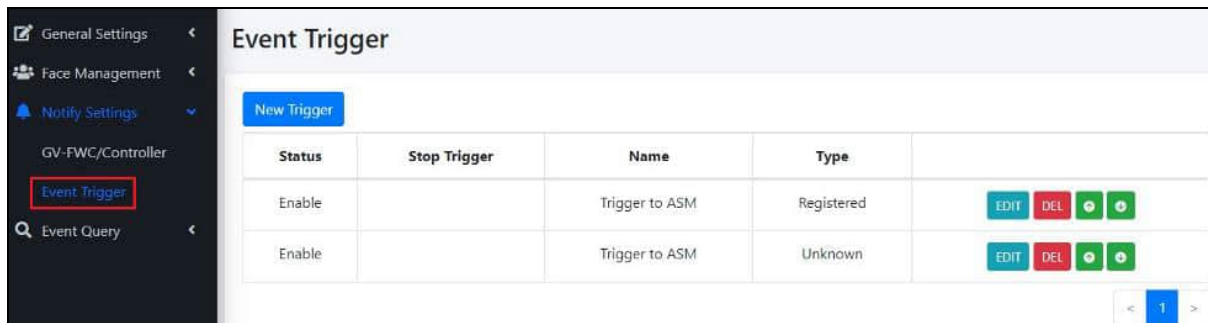 General Settings
Face Management
Notify Settings
GV-FWC/Controller
Event Trigger
Event Query
Event Trigger
New Trigger
Status Stop Trigger Name Type
Enable Trigger to ASM Registered EDIT DEL
Enable Trigger to ASM Unknown EDIT DEL
< 1 >